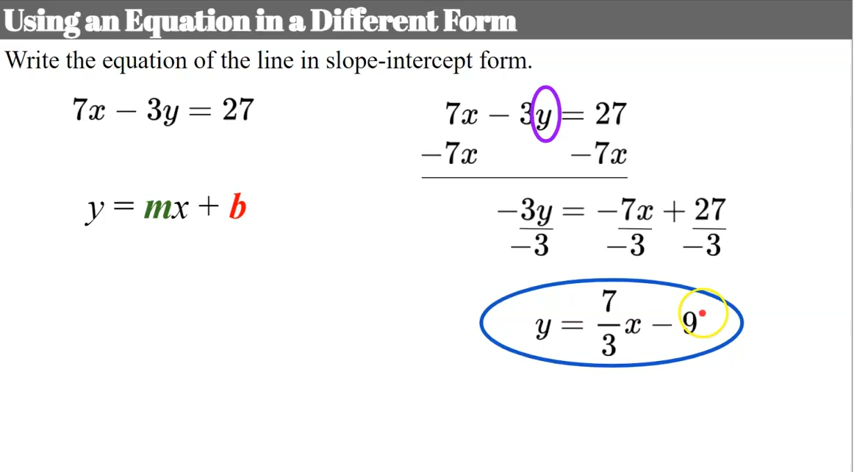 Using an Equation in a Different Form
Write the equation of the line in slope-intercept form.
7x − 3y = 27
y = mx + b
7x − 3y = 27
−7x −7x
−3y = −7x + 27
−3 −3 −3
y = 7/3 x − 9